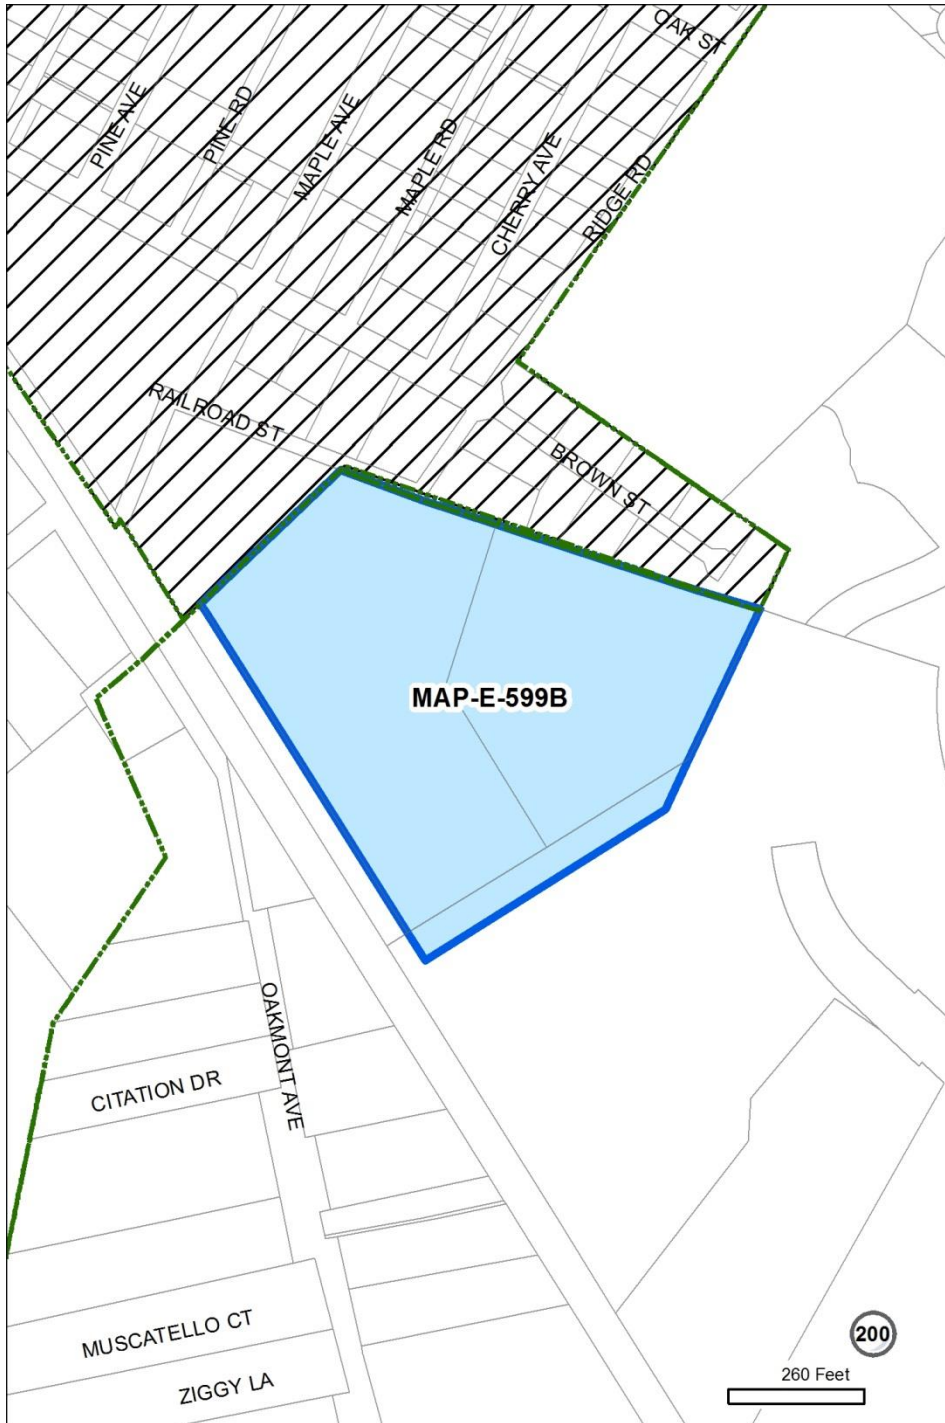 OAK ST
PINE AVE
PINE RD
MAPLE AVE
MAPLE RD
CHERRY AVE
RIDGE RD
RAILROAD ST
BROWN ST
MAP-E-599B
OAKMONT AVE
CITATION DR
MUSCATELLO CT
ZIGGY LA
200
260 Feet